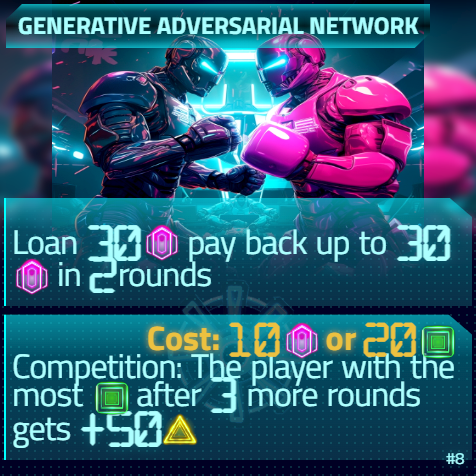 GENERATIVE ADVERSARIAL NETWORK
Loan 30 pay back up to 30
in 2 rounds
Cost: 10 or 20
Competition: The player with the
most after 3 more rounds
gets +50
#8